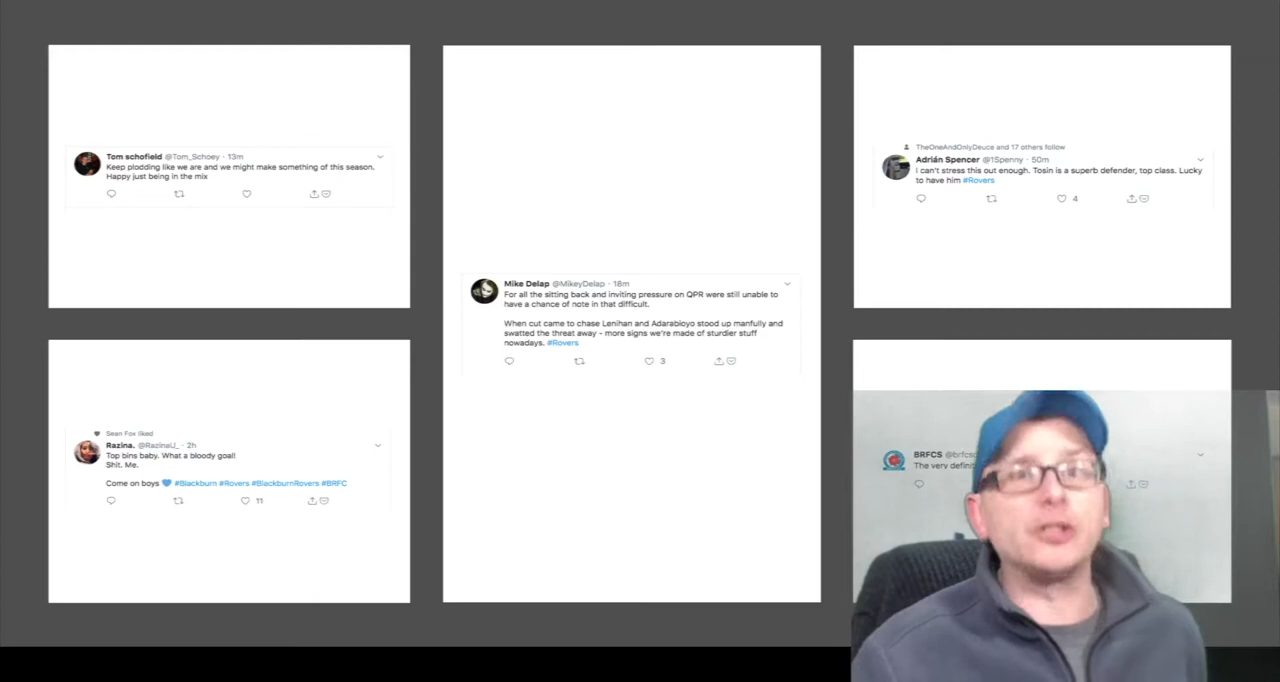 Tom schofield @Tom_Schoey · 13m
Keep plodding like we are and we might make something of this season.
Happy just being in the mix
Sean Fox liked
Razina. @RazinaU_ · 2h
Top bins baby. What a bloody goal!
Shit. Me.
Come on boys 💙 #Blackburn #Rovers #BlackburnRovers #BRFC
11
Mike Delap @MikeyDelap · 18m
For all the sitting back and inviting pressure on QPR were still unable to
have a chance of note in that difficult.
When cut came to chase Lenihan and Adarabioyo stood up manfully and
swatted the threat away - more signs we're made of sturdier stuff
nowadays. #Rovers
3
TheOneAndOnlyDeuce and 17 others follow
Adrián Spencer @1Spenny · 50m
I can't stress this out enough. Tosin is a superb defender, top class. Lucky
to have him #Rovers
4
BRFCS
The very